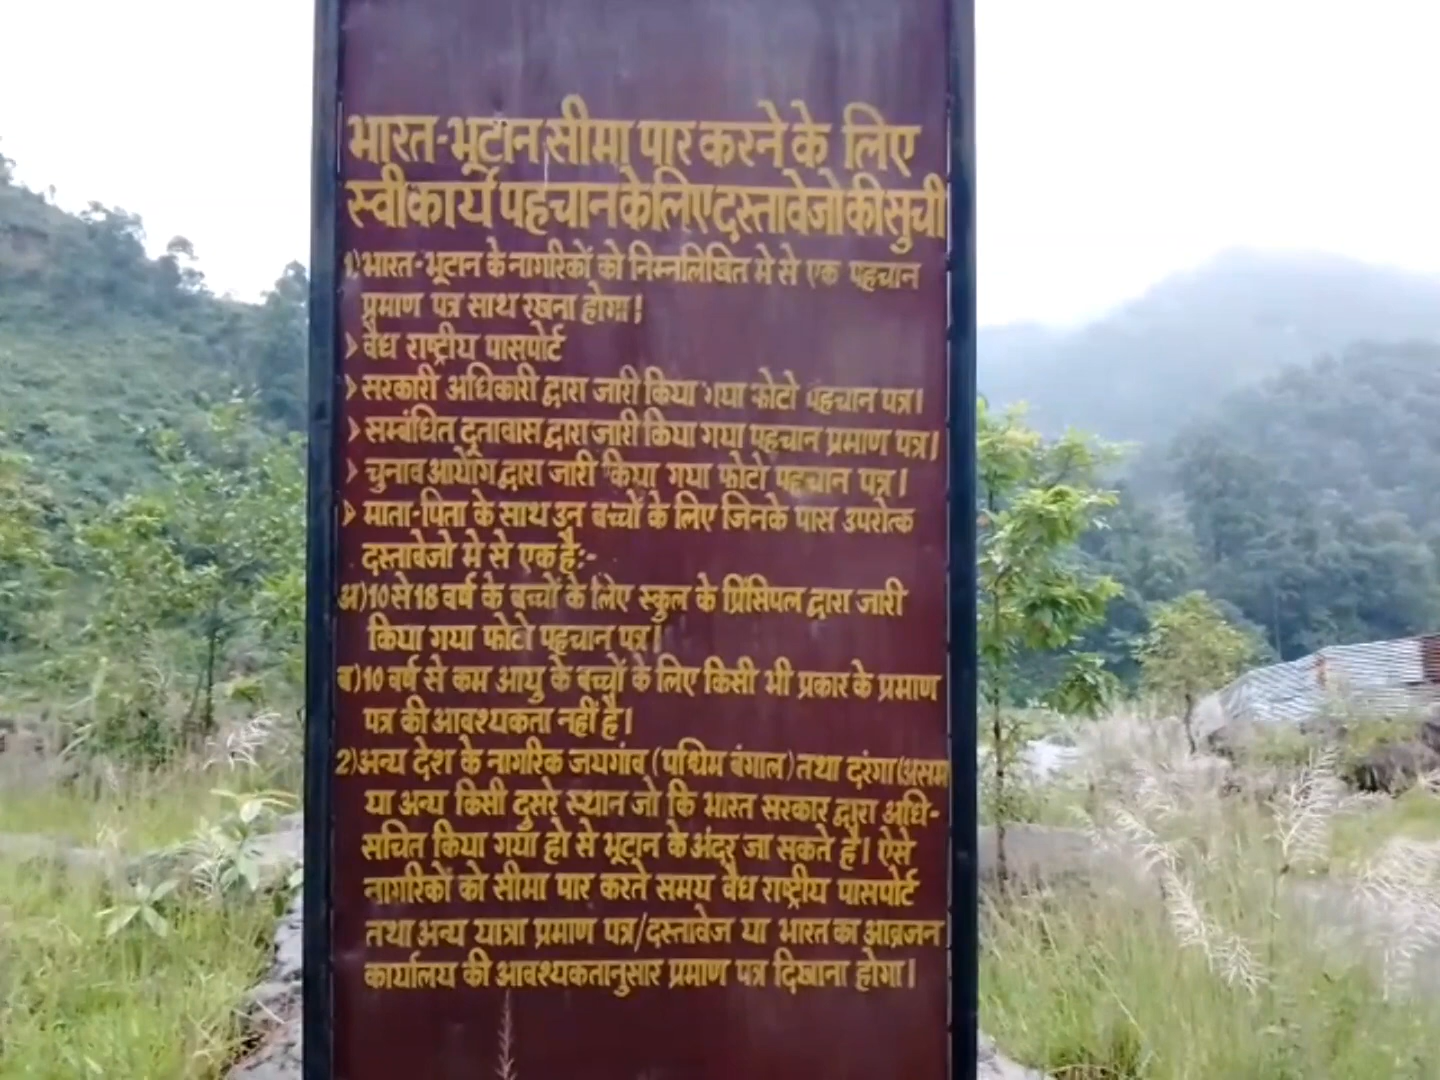 भारत-भूटान सीमा पार करने के लिए
स्वीकार्य पहचान के लिए दस्तावेजो की सुची
1) भारत-भूटान के नागरिकों को निम्नलिखित मे से एक पहचान
प्रमाण पत्र साथ रखना होगा।
> वैध राष्ट्रीय पासपोर्ट
> सरकारी अधिकारी द्वारा जारी किया गया फोटो पहचान पत्र।
> सम्बंधित दूतावास द्वारा जारी किया गया पहचान प्रमाण पत्र।
> चुनाव आयोग द्वारा जारी किया गया फोटो पहचान पत्र।
> माता-पिता के साथ उन बच्चों के लिए जिनके पास उपरोत्क
दस्तावेजो मे से एक है:-
अ) 10 से 18 वर्ष के बच्चों के लिए स्कुल के प्रिंसिपल द्वारा जारी
किया गया फोटो पहचान पत्र।
ब) 10 वर्ष से कम आयु के बच्चों के लिए किसी भी प्रकार के प्रमाण
पत्र की आवश्यकता नहीं है।
2) अन्य देश के नागरिक जयगांव (पश्चिम बंगाल) तथा दरंगा (असम
या अन्य किसी दुसरे स्थान जो कि भारत सरकार द्वारा अधि-
सचित किया गया हो से भूटान के अंदर जा सकते है। ऐसे
नागरिकों को सीमा पार करते समय वैध राष्ट्रीय पासपोर्ट
तथा अन्य यात्रा प्रमाण पत्र/दस्तावेज या भारत का आव्रजन
कार्यालय की आवश्यकतानुसार प्रमाण पत्र दिखाना होगा।